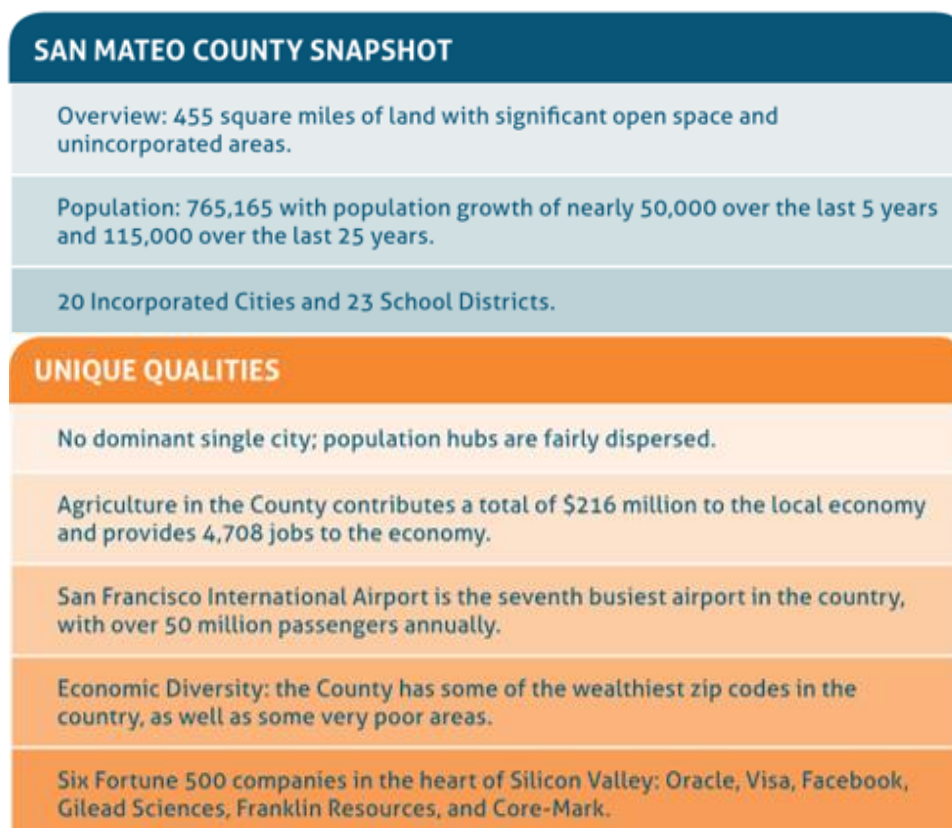 SAN MATEO COUNTY SNAPSHOT
Overview: 455 square miles of land with significant open space and
unincorporated areas.
Population: 765,165 with population growth of nearly 50,000 over the last 5 years
and 115,000 over the last 25 years.
20 Incorporated Cities and 23 School Districts.
UNIQUE QUALITIES
No dominant single city; population hubs are fairly dispersed.
Agriculture in the County contributes a total of $216 million to the local economy
and provides 4,708 jobs to the economy.
San Francisco International Airport is the seventh busiest airport in the country,
with over 50 million passengers annually.
Economic Diversity: the County has some of the wealthiest zip codes in the
country, as well as some very poor areas.
Six Fortune 500 companies in the heart of Silicon Valley: Oracle, Visa, Facebook,
Gilead Sciences, Franklin Resources, and Core-Mark.